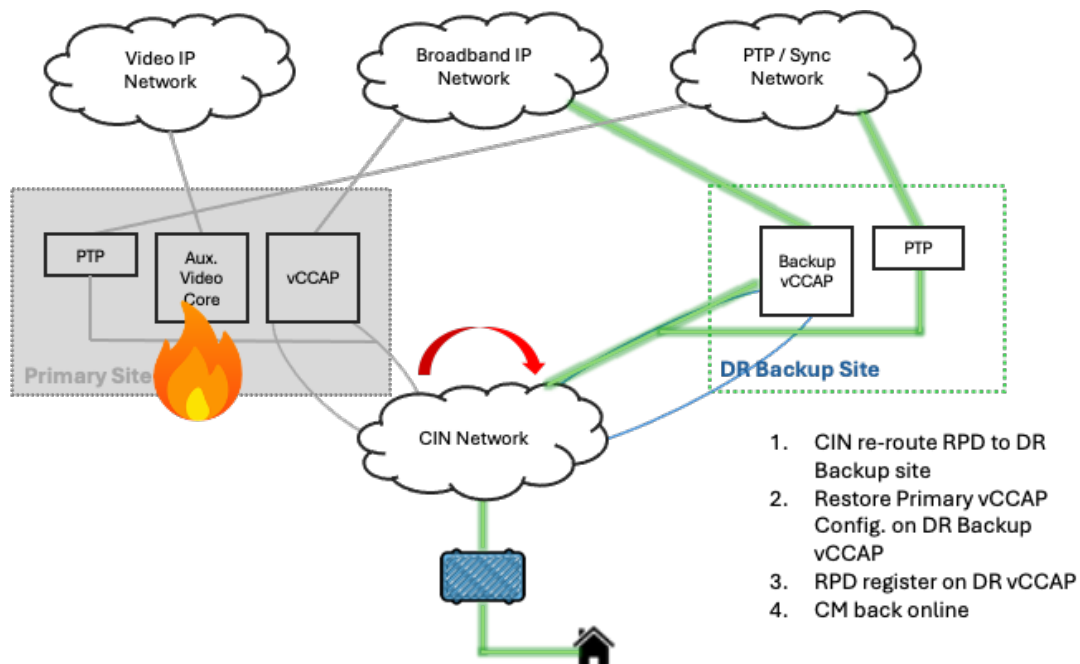 Video IP
Network
Broadband IP
Network
PTP / Sync
Network
PTP
Aux.
Video
Core
vCCAP
Backup
vCCAP
PTP
Primary Site
DR Backup Site
CIN Network
1. CIN re-route RPD to DR
Backup site
2. Restore Primary vCCAP
Config. on DR Backup
vCCAP
3. RPD register on DR vCCAP
4. CM back online